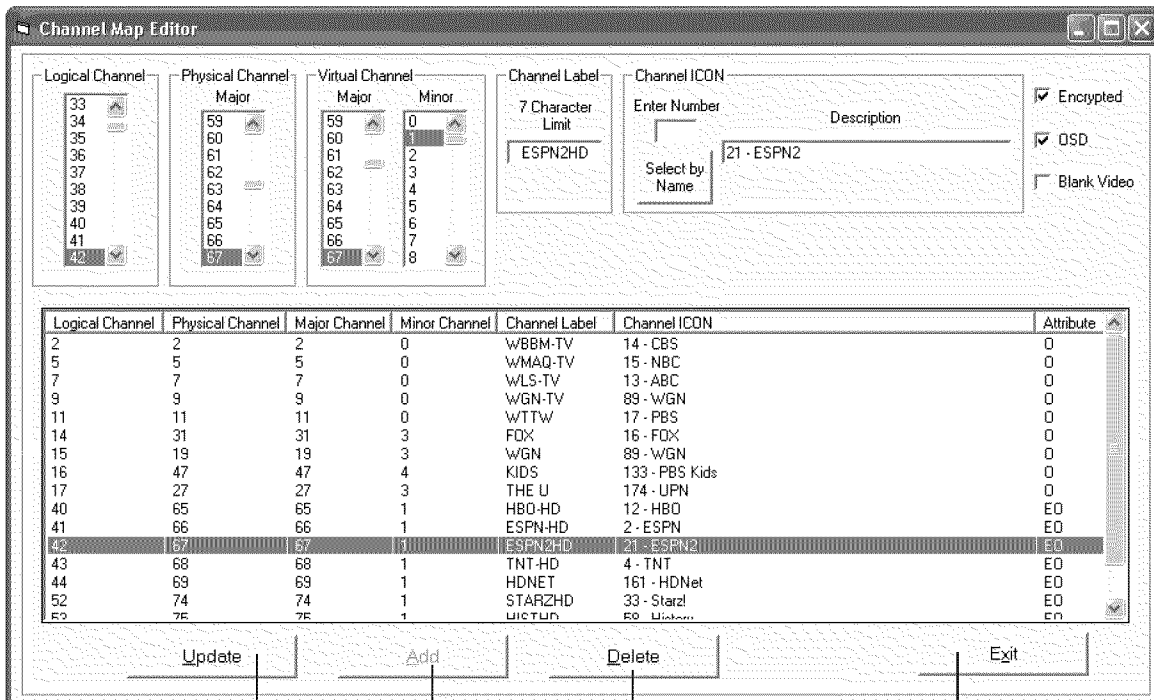 Channel Map Editor
Logical Channel Physical Channel Virtual Channel Channel Label Channel ICON
Major Major Minor 7 Character Limit Enter Number Description
33 59 59 0
34 60 60 1
35 61 61 2
36 62 62 3
37 63 63 4
38 64 64 5
39 65 65 6
40 66 66 7
41 67 67 8
42
ESPN2HD
Select by Name
21 - ESPN2
Encrypted
OSD
Blank Video
Logical Channel Physical Channel Major Channel Minor Channel Channel Label Channel ICON Attribute
2 2 2 0 WBBM-TV 14 - CBS O
5 5 5 0 WMAQ-TV 15 - NBC O
7 7 7 0 WLS-TV 13 - ABC O
9 9 9 0 WGN-TV 89 - WGN O
11 11 11 0 WTTW 17 - PBS O
14 31 31 3 FOX 16 - FOX O
15 19 19 3 WGN 89 - WGN O
16 47 47 4 KIDS 133 - PBS Kids O
17 27 27 3 THE U 174 - UPN O
40 65 65 1 HBO-HD 12 - HBO EO
41 66 66 1 ESPN-HD 2 - ESPN EO
42 67 67 1 ESPN2HD 21 - ESPN2 EO
43 68 68 1 TNT-HD 4 - TNT EO
44 69 69 1 HDNET 161 - HDNet EO
52 74 74 1 STARZHD 33 - Starz! EO
53 75 75 1 HISTHD History EO
Update Add Delete Exit